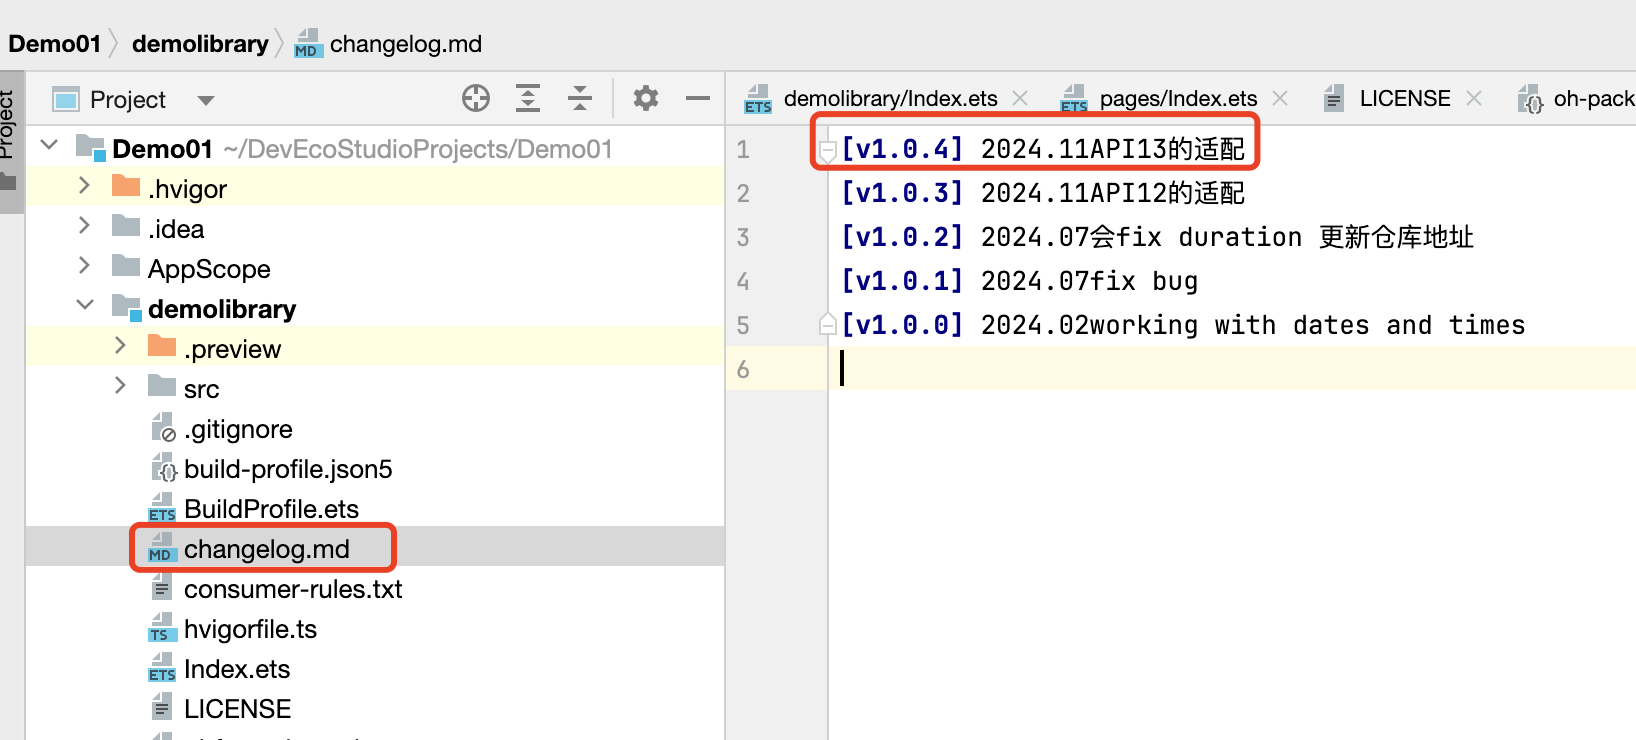 Demo01 demolibrary MD changelog.md
Project
Project
ETS demolibrary/Index.ets
ETS pages/Index.ets
LICENSE
oh-pack
Demo01 ~/DevEcoStudioProjects/Demo01
.hvigor
.idea
AppScope
demolibrary
.preview
src
.gitignore
build-profile.json5
ETS BuildProfile.ets
MD changelog.md
consumer-rules.txt
TS hvigorfile.ts
ETS Index.ets
LICENSE
1 [v1.0.4] 2024.11API13的适配
2 [v1.0.3] 2024.11API12的适配
3 [v1.0.2] 2024.07会fix duration 更新仓库地址
4 [v1.0.1] 2024.07fix bug
5 [v1.0.0] 2024.02working with dates and times
6